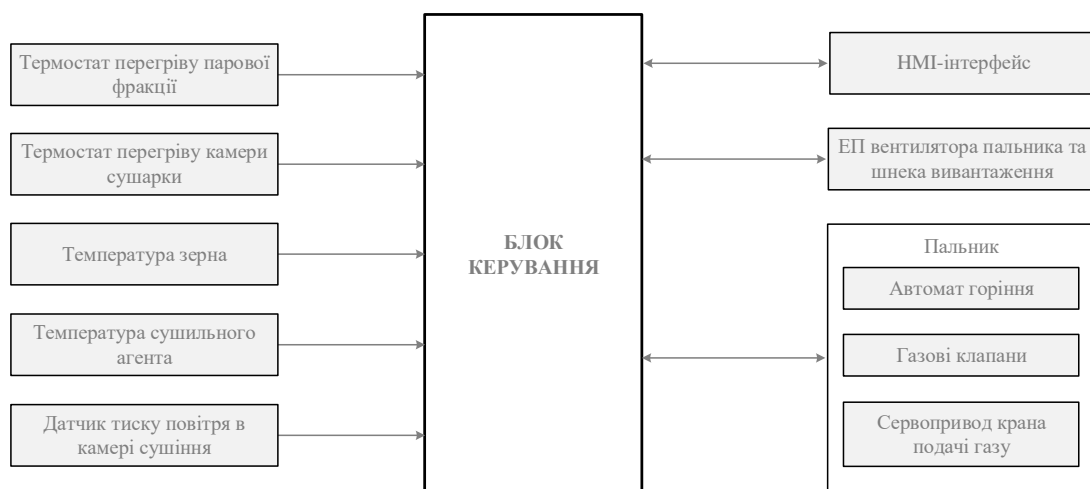 Термостат перегріву парової
фракції
Термостат перегріву камери
сушарки
Температура зерна
Температура сушильного
агента
Датчик тиску повітря в
камері сушіння
БЛОК
КЕРУВАННЯ
HMI-інтерфейс
ЕП вентилятора пальника та
шнека вивантаження
Пальник
Автомат горіння
Газові клапани
Сервопривод крана
подачі газу